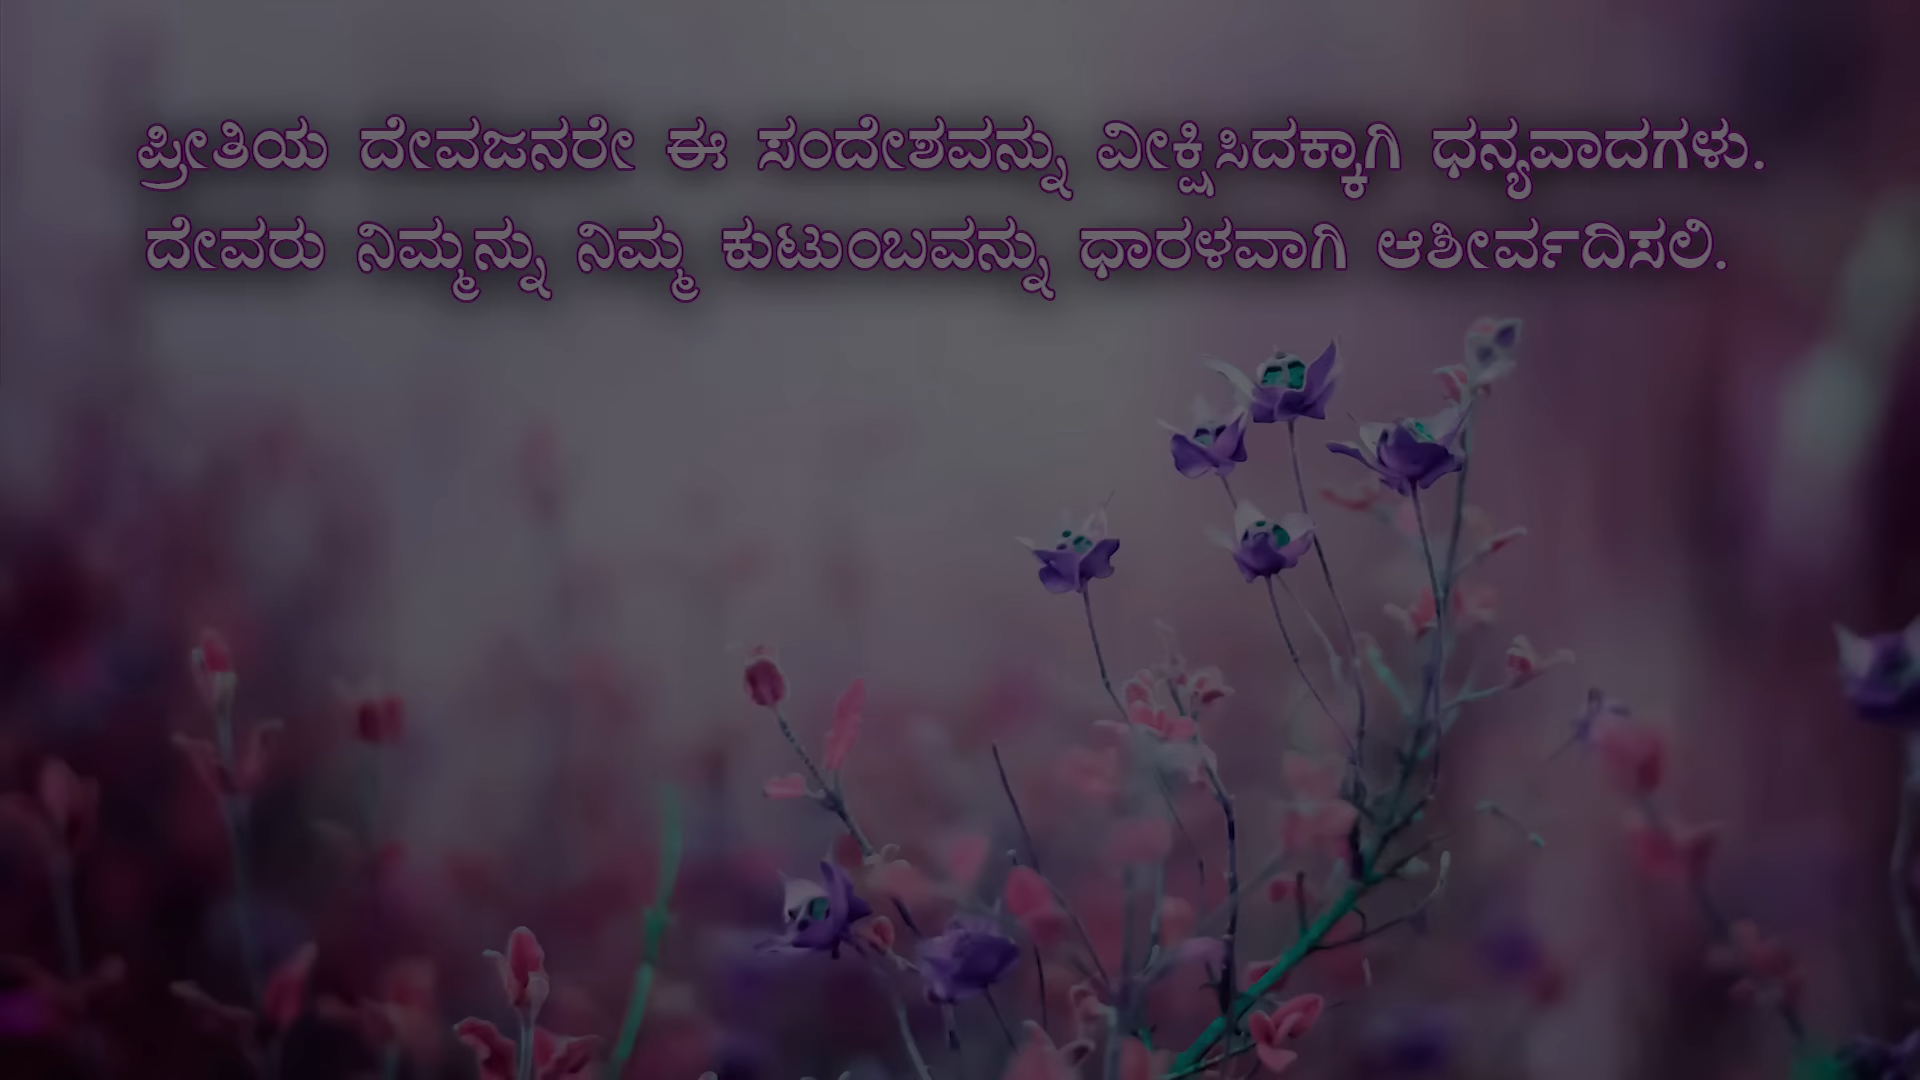 ಪ್ರೀತಿಯ ದೇವಜನರೇ ಈ ಸಂದೇಶವನ್ನು ವೀಕ್ಷಿಸಿದಕ್ಕಾಗಿ ಧನ್ಯವಾದಗಳು.
ದೇವರು ನಿಮ್ಮನ್ನು ನಿಮ್ಮ ಕುಟುಂಬವನ್ನು ಧಾರಳವಾಗಿ ಆಶೀರ್ವದಿಸಲಿ.